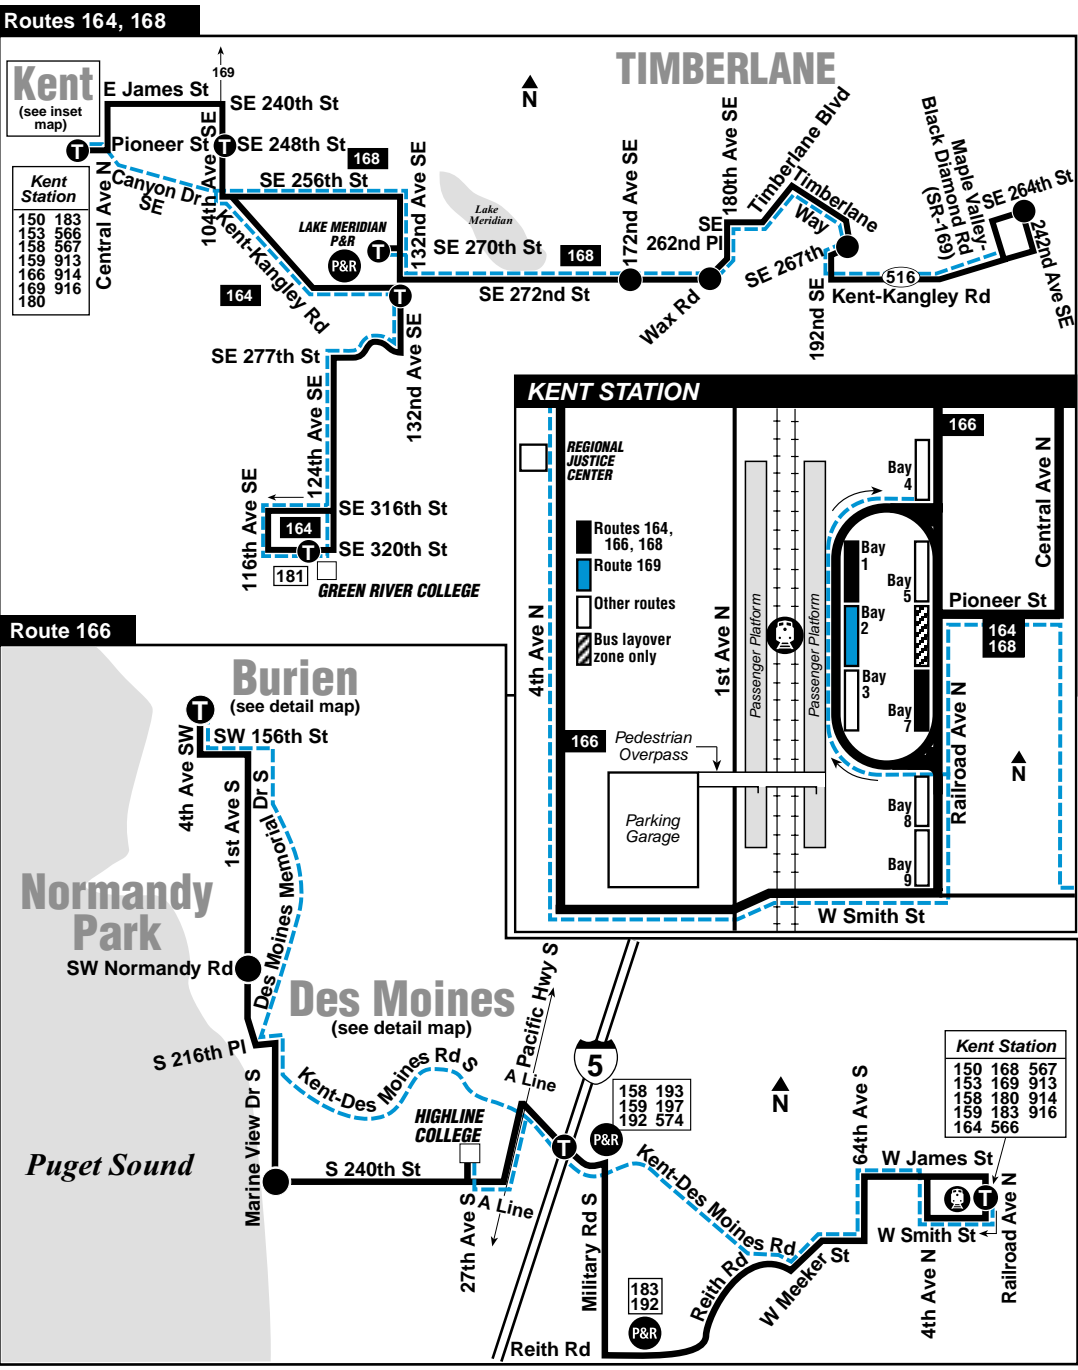 Routes 164, 168
Kent
(see inset
map)
E James St
169
SE 240th St
Pioneer St
T
T
SE 248th St
168
SE 256th St
Canyon Dr
SE
104th Ave SE
Central Ave N
Kent
Station
150 183
153 566
158 567
159 913
166 914
169 916
180
LAKE MERIDIAN
P&R
P&R
T
132nd Ave SE
Lake
Meridian
SE 270th St
168
SE 272nd St
Kent-Kangley Rd
164
T
SE 277th St
132nd Ave SE
124th Ave SE
116th Ave SE
SE 316th St
164
T
SE 320th St
181
GREEN RIVER COLLEGE
N
TIMBERLANE
172nd Ave SE
180th Ave SE
SE
262nd Pl
Wax Rd
Timberlane Blvd
Timberlane
Way
SE 267th
192nd SE
516
Kent-Kangley Rd
Maple Valley-
Black Diamond Rd
(SR-169)
SE 264th St
242nd Ave SE
KENT STATION
REGIONAL
JUSTICE
CENTER
Routes 164,
166, 168
Route 169
Other routes
Bus layover
zone only
4th Ave N
1st Ave N
Passenger Platform
Passenger Platform
166
Bay
4
Bay
1
Bay
5
Bay
2
Bay
3
Bay
7
Bay
8
Bay
9
Central Ave N
Pioneer St
164
168
Railroad Ave N
N
166
Pedestrian
Overpass
Parking
Garage
W Smith St
Route 166
Burien
(see detail map)
T
SW 156th St
4th Ave SW
1st Ave S
Des Moines Memorial Dr S
Normandy
Park
SW Normandy Rd
Des Moines
(see detail map)
S 216th Pl
Kent-Des Moines Rd S
Marine View Dr S
Puget Sound
HIGHLINE
COLLEGE
S 240th St
27th Ave S
A Line
A Line
Pacific Hwy S
5
T
158 193
159 197
192 574
P&R
Kent-Des Moines Rd
Military Rd S
183
192
P&R
Reith Rd
Reith Rd
W Meeker St
N
64th Ave S
W James St
T
W Smith St
4th Ave N
Railroad Ave N
Kent Station
150 168 567
153 169 913
158 180 914
159 183 916
164 566